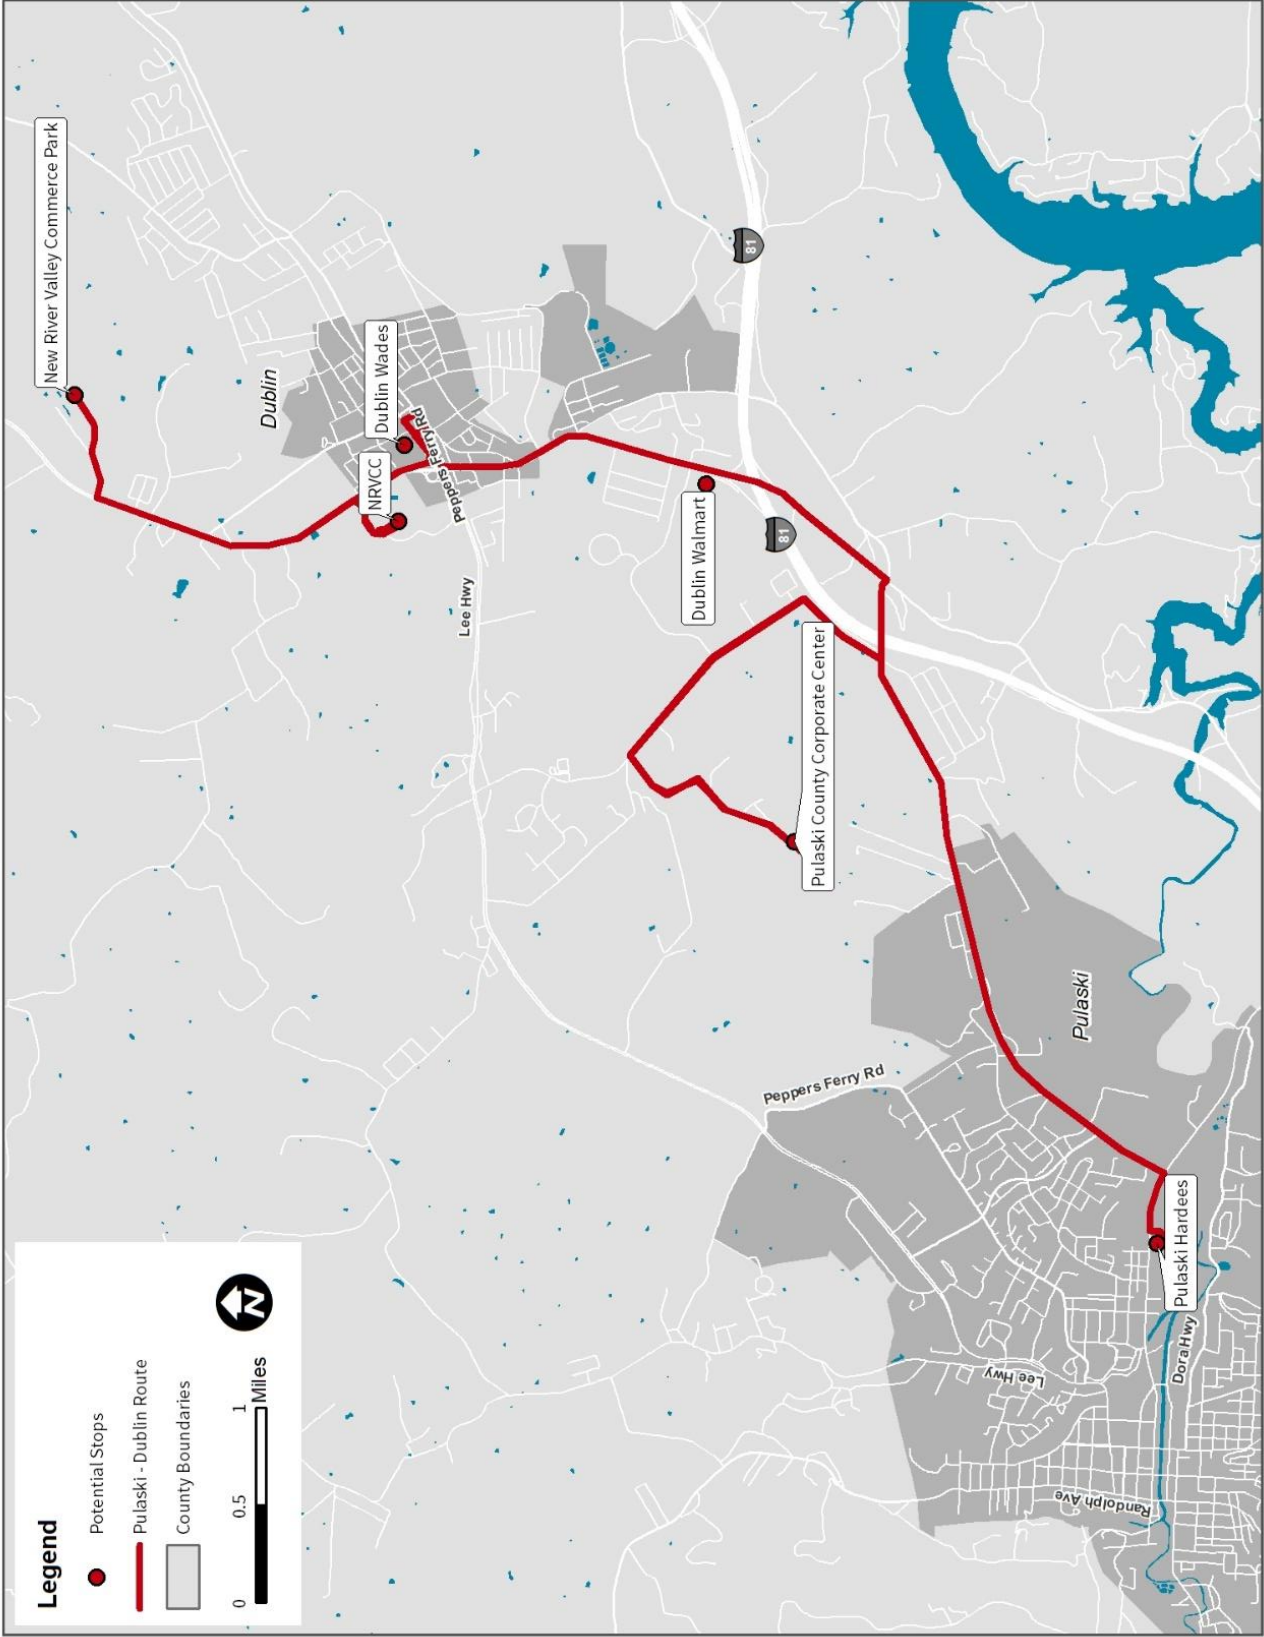 New River Valley Commerce Park
Dublin
Dublin Wades
NRVCC
Peppers Ferry Rd
Lee Hwy
81
81
Dublin Walmart
Pulaski County Corporate Center
Peppers Ferry Rd
Pulaski
Pulaski Hardees
Dora Hwy
Lee Hwy
Randolph Ave
Legend
Potential Stops
Pulaski - Dublin Route
County Boundaries
0 0.5 1
Miles
N